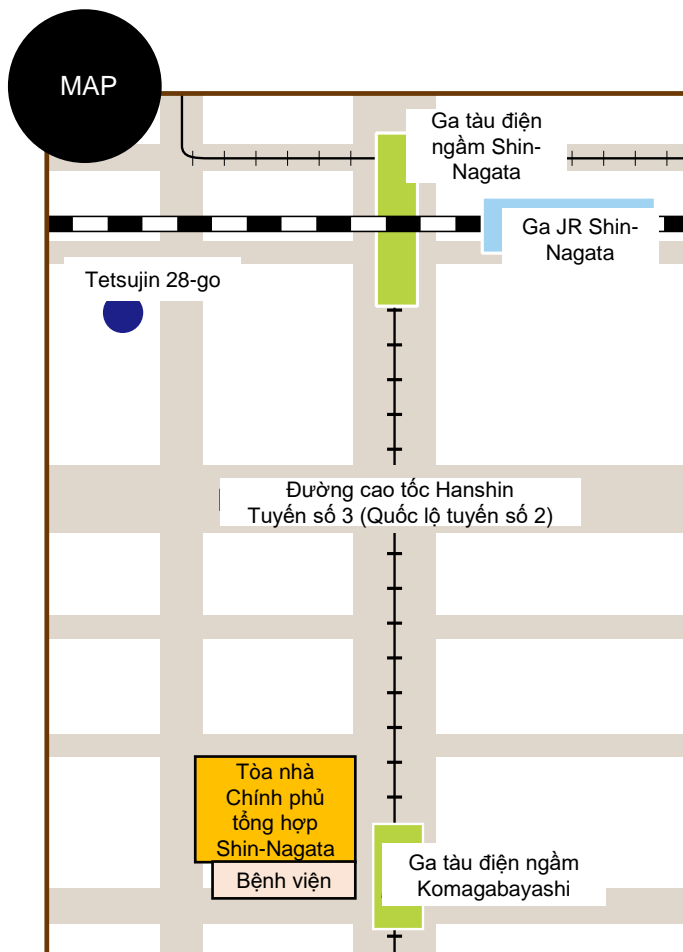 MAP
Ga tàu điện
ngầm Shin-
Nagata
Ga JR Shin-
Nagata
Tetsujin 28-go
Đường cao tốc Hanshin
Tuyến số 3 (Quốc lộ tuyến số 2)
Tòa nhà
Chính phủ
tổng hợp
Shin-Nagata
Bệnh viện
Ga tàu điện ngầm
Komagabayashi